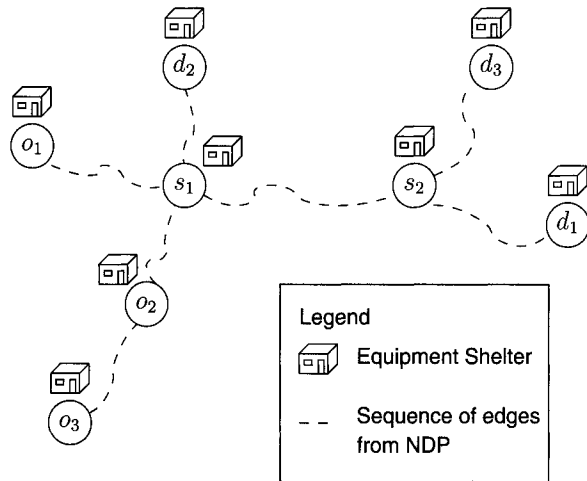 d₂
d₃
o₁
s₁
s₂
d₁
o₂
o₃
Legend
Equipment Shelter
Sequence of edges
from NDP